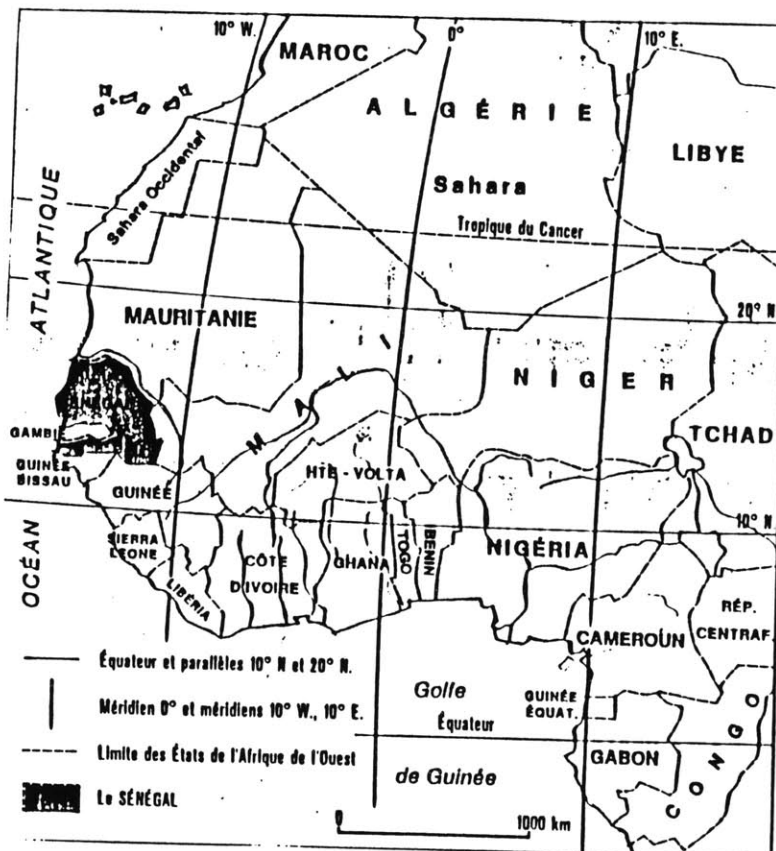 10° W.
0°
10° E.
MAROC
ALGÉRIE
LIBYE
Sahara
Sahara Occidental
Tropique du Cancer
ATLANTIQUE
MAURITANIE
20° N
MALI
NIGER
TCHAD
GAMBIE
GUINÉE
BISSAU
GUINÉE
HTE - VOLTA
10° N
SIERRA
LEONE
CÔTE
D'IVOIRE
GHANA
TOGO
BENIN
NIGÉRIA
OCÉAN
LIBÉRIA
CAMEROUN
RÉP.
CENTRAF.
Équateur et parallèles 10° N et 20° N.
Méridien 0° et méridiens 10° W., 10° E.
Golfe
GUINÉE
ÉQUAT.
Équateur
Limite des États de l'Afrique de l'Ouest
GABON
CONGO
de Guinée
Le SÉNÉGAL
0
1000 km